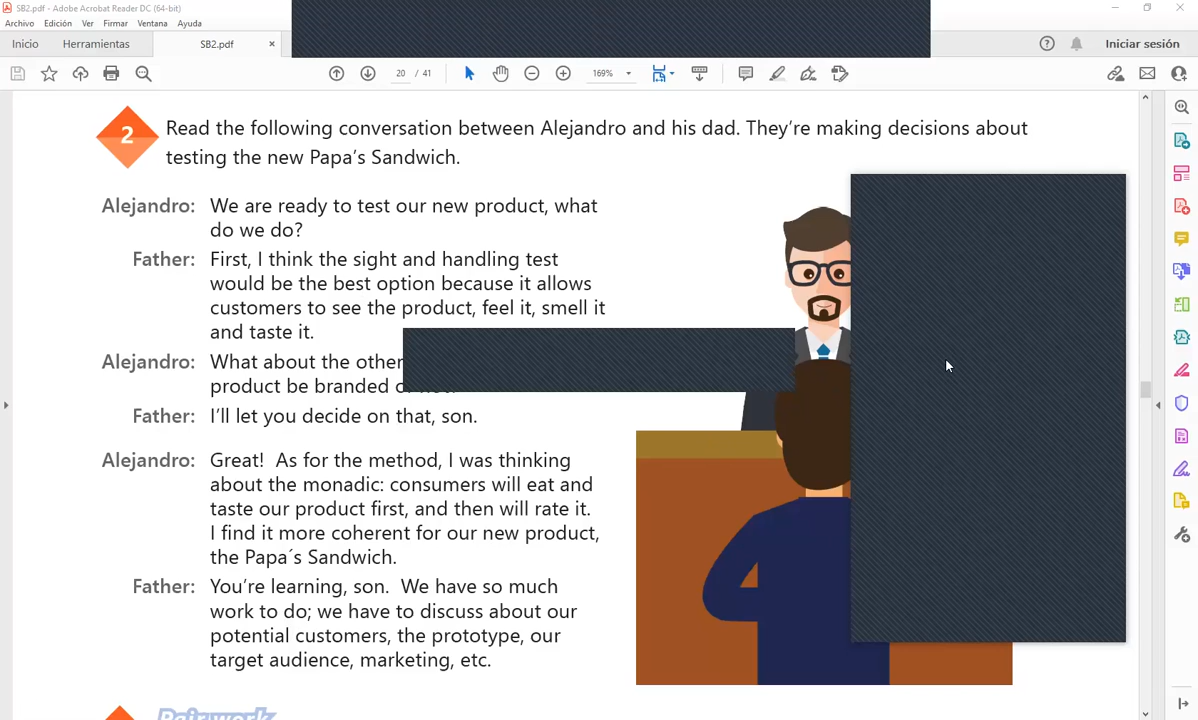 SB2.pdf - Adobe Acrobat Reader DC (64-bit)
Archivo Edición Ver Firmar Ventana Ayuda
Inicio Herramientas SB2.pdf × Iniciar sesión
20 / 41 169%
2 Read the following conversation between Alejandro and his dad. They're making decisions about
testing the new Papa's Sandwich.
Alejandro: We are ready to test our new product, what
do we do?
Father: First, I think the sight and handling test
would be the best option because it allows
customers to see the product, feel it, smell it
and taste it.
Alejandro: What about the other
product be branded
Father: I'll let you decide on that, son.
Alejandro: Great! As for the method, I was thinking
about the monadic: consumers will eat and
taste our product first, and then will rate it.
I find it more coherent for our new product,
the Papa´s Sandwich.
Father: You're learning, son. We have so much
work to do; we have to discuss about our
potential customers, the prototype, our
target audience, marketing, etc.
Pair work